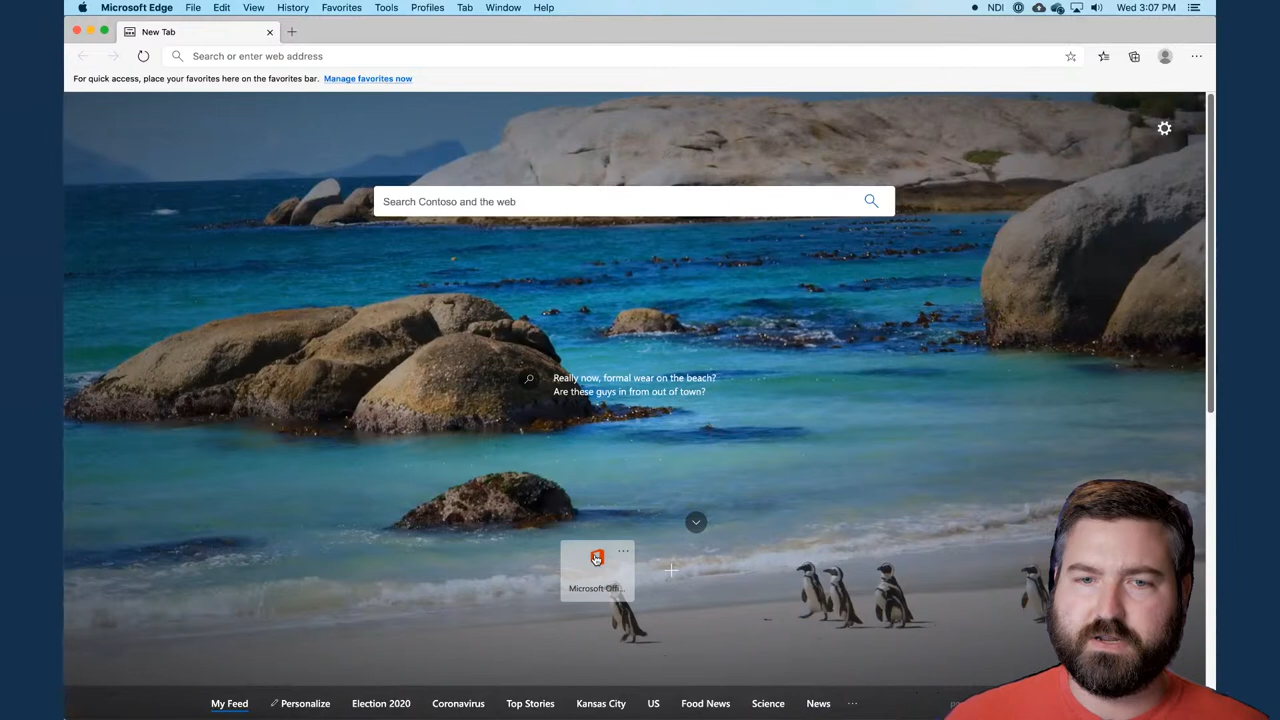 Microsoft Edge File Edit View History Favorites Tools Profiles Tab Window Help NDI Wed 3:07 PM
New Tab
Search or enter web address
For quick access, place your favorites here on the favorites bar. Manage favorites now
Search Contoso and the web
Really now, formal wear on the beach?
Are these guys in from out of town?
Microsoft Offi...
My Feed Personalize Election 2020 Coronavirus Top Stories Kansas City US Food News Science News ...